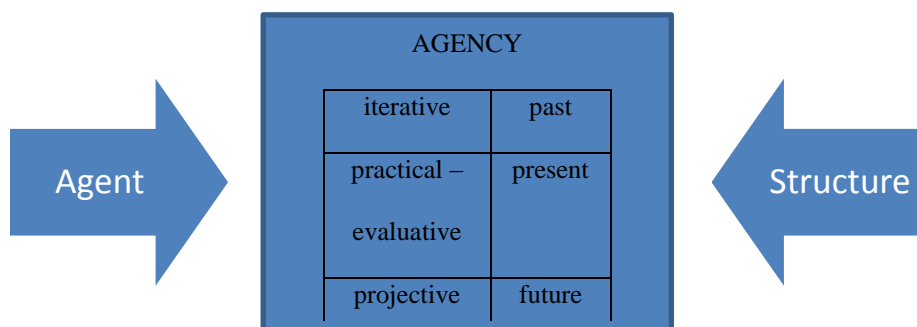 AGENCY
iterative past
Agent
practical – present
Structure
evaluative
projective future